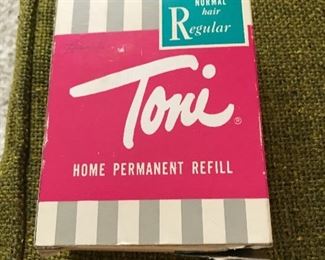 NORMAL
hair
Regular
Toni®
HOME PERMANENT REFILL